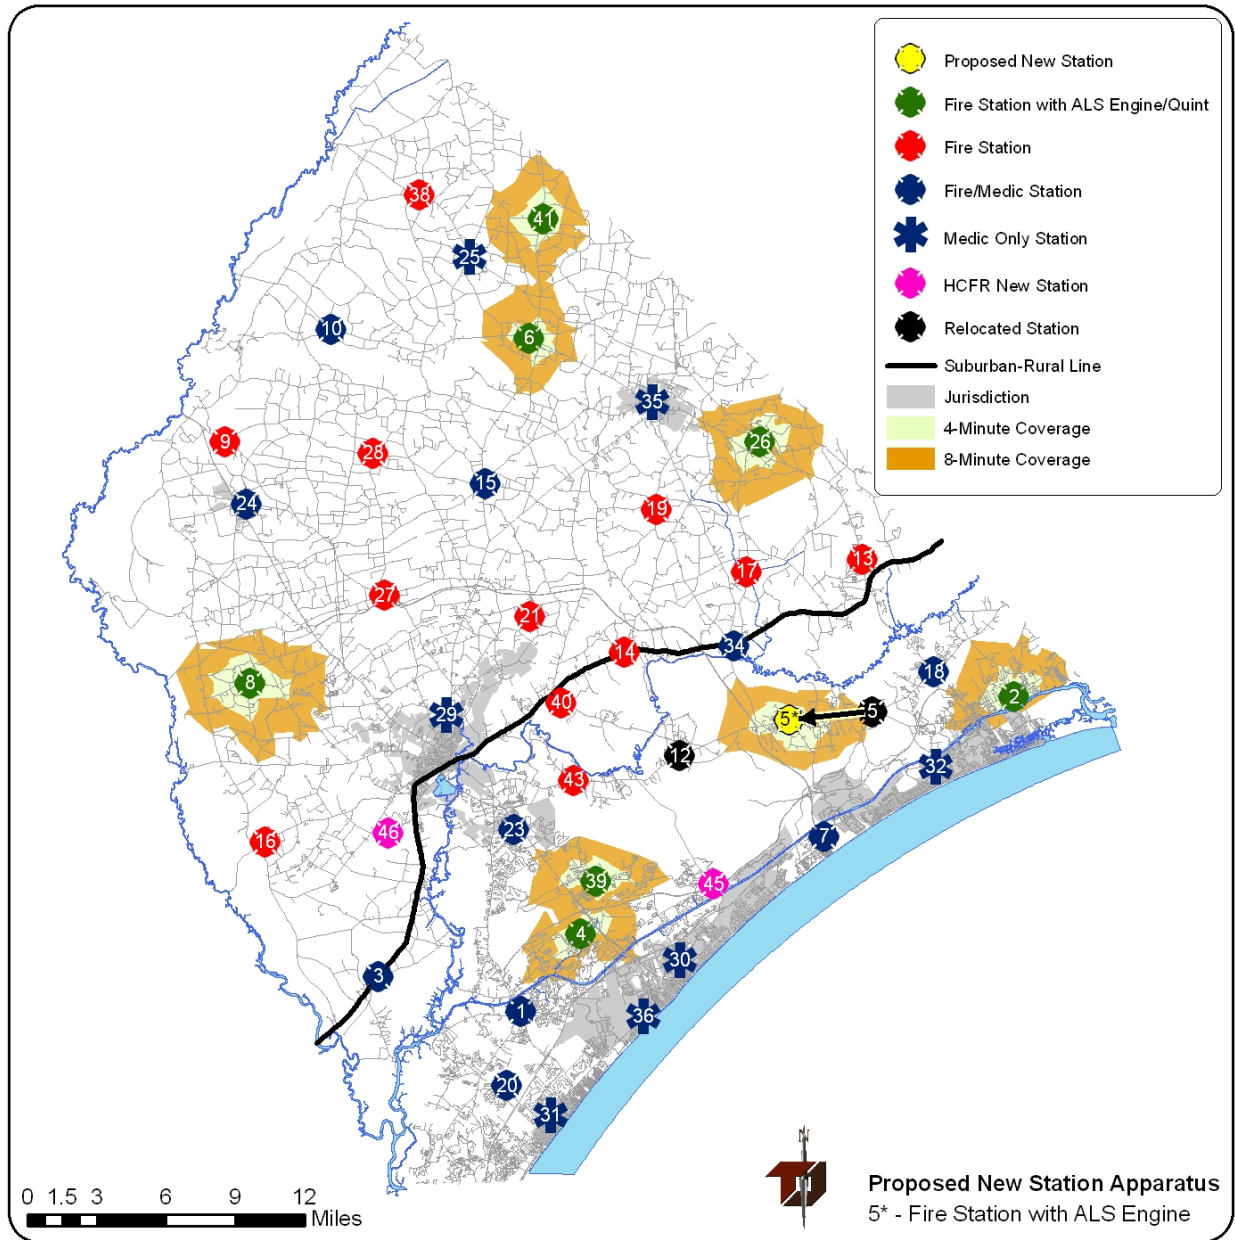 Proposed New Station
Fire Station with ALS Engine/Quint
Fire Station
Fire/Medic Station
Medic Only Station
HCFR New Station
Relocated Station
Suburban-Rural Line
Jurisdiction
4-Minute Coverage
8-Minute Coverage
38
41
25
10
6
35
9
28
26
24
15
19
13
17
27
21
34
14
18
8
2
40
29
5*
5
12
32
43
46
23
7
16
39
45
4
30
3
1
36
20
31
N
0 1.5 3 6 9 12
Miles
Proposed New Station Apparatus
5* - Fire Station with ALS Engine